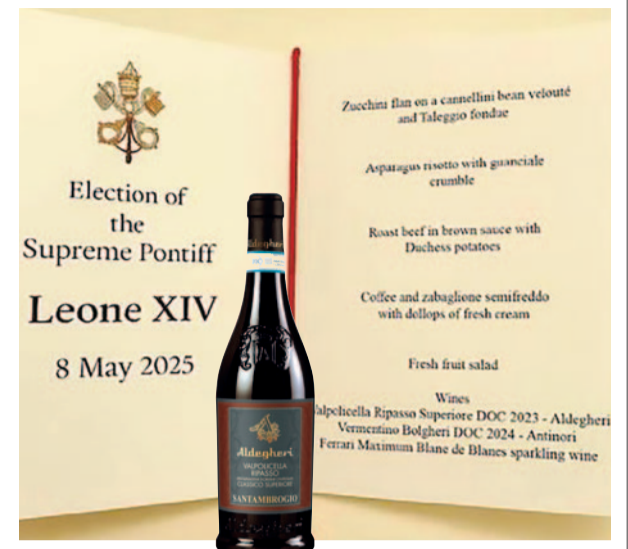 Election of
the
Supreme Pontiff
Leone XIV
8 May 2025
Zucchini flan on a cannellini bean velouté
and Taleggio fondue
Asparagus risotto with guanciale
crumble
Roast beef in brown sauce with
Duchess potatoes
Coffee and zabaglione semifreddo
with dollops of fresh cream
Fresh fruit salad
Wines
alpolicella Ripasso Superiore DOC 2023 - Aldegheri
Vermentino Bolgheri DOC 2024 - Antinori
Ferrari Maximum Blanc de Blancs sparkling wine
Aldegheri
VALPOLICELLA
RIPASSO
CLASSICO SUPERIORE
SANTAMBROGIO